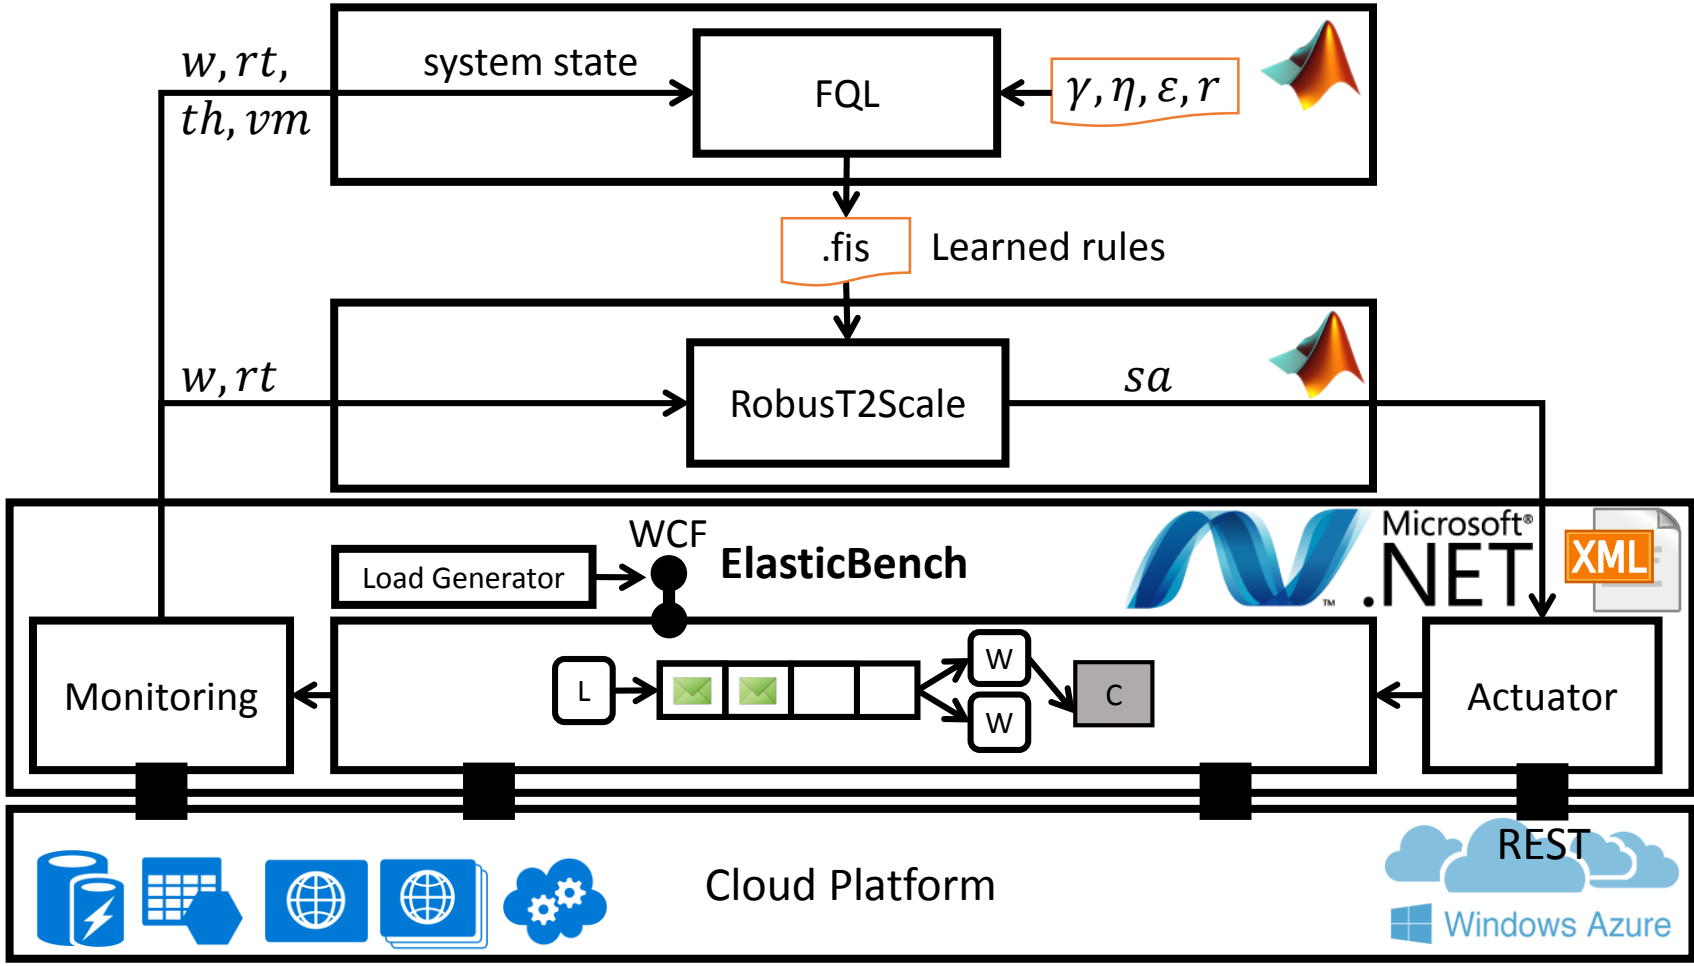 w, rt,
th, vm
system state
FQL
γ, η, ε, r
.fis
Learned rules
w, rt
RobusT2Scale
sa
WCF
ElasticBench
Load Generator
Microsoft®
.NET
™
XML
Monitoring
L
W
W
C
Actuator
REST
Cloud Platform
Windows Azure